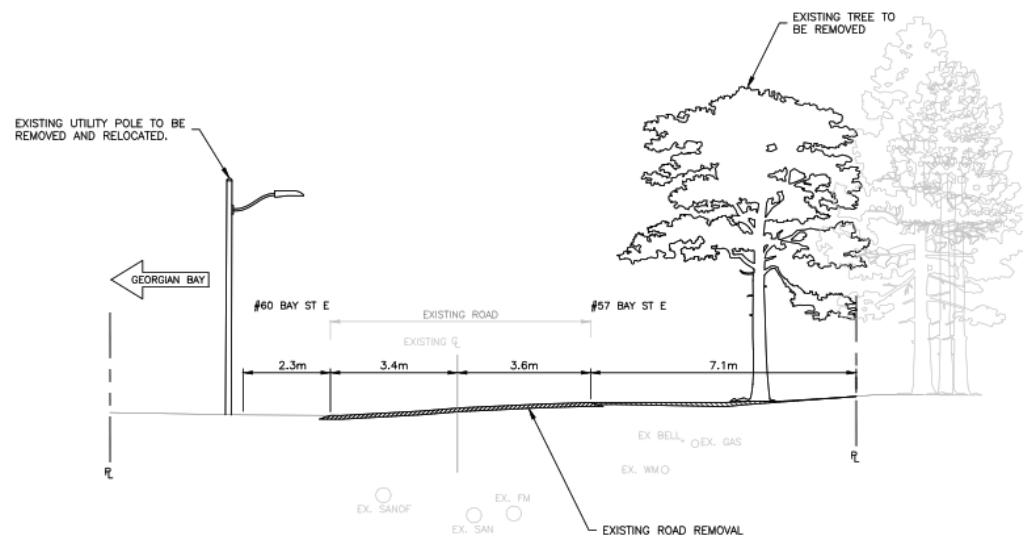 EXISTING TREE TO
BE REMOVED
EXISTING UTILITY POLE TO BE
REMOVED AND RELOCATED.
GEORGIAN BAY
#60 BAY ST E
EXISTING ROAD
#57 BAY ST E
EXISTING ℄
2.3m
3.4m
3.6m
7.1m
EX BELL
EX. GAS
EX. WM
℄
℄
EX. SANOF
EX. SAN
EX. FM
EXISTING ROAD REMOVAL